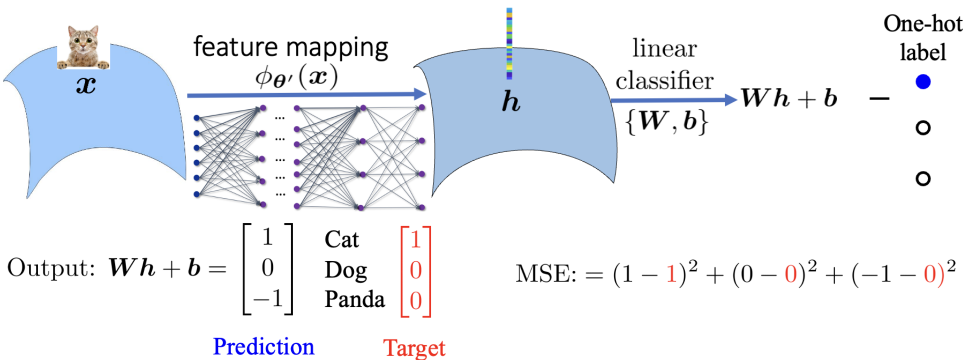 feature mapping
ϕ_θ′(x)
x
h
linear
classifier
{W, b}
Wh + b
−
One-hot
label
...
...
...
...
...
Output: Wh + b = [1 0 −1]
Cat
Dog
Panda
[1 0 0]
MSE: = (1 − 1)² + (0 − 0)² + (−1 − 0)²
Prediction
Target